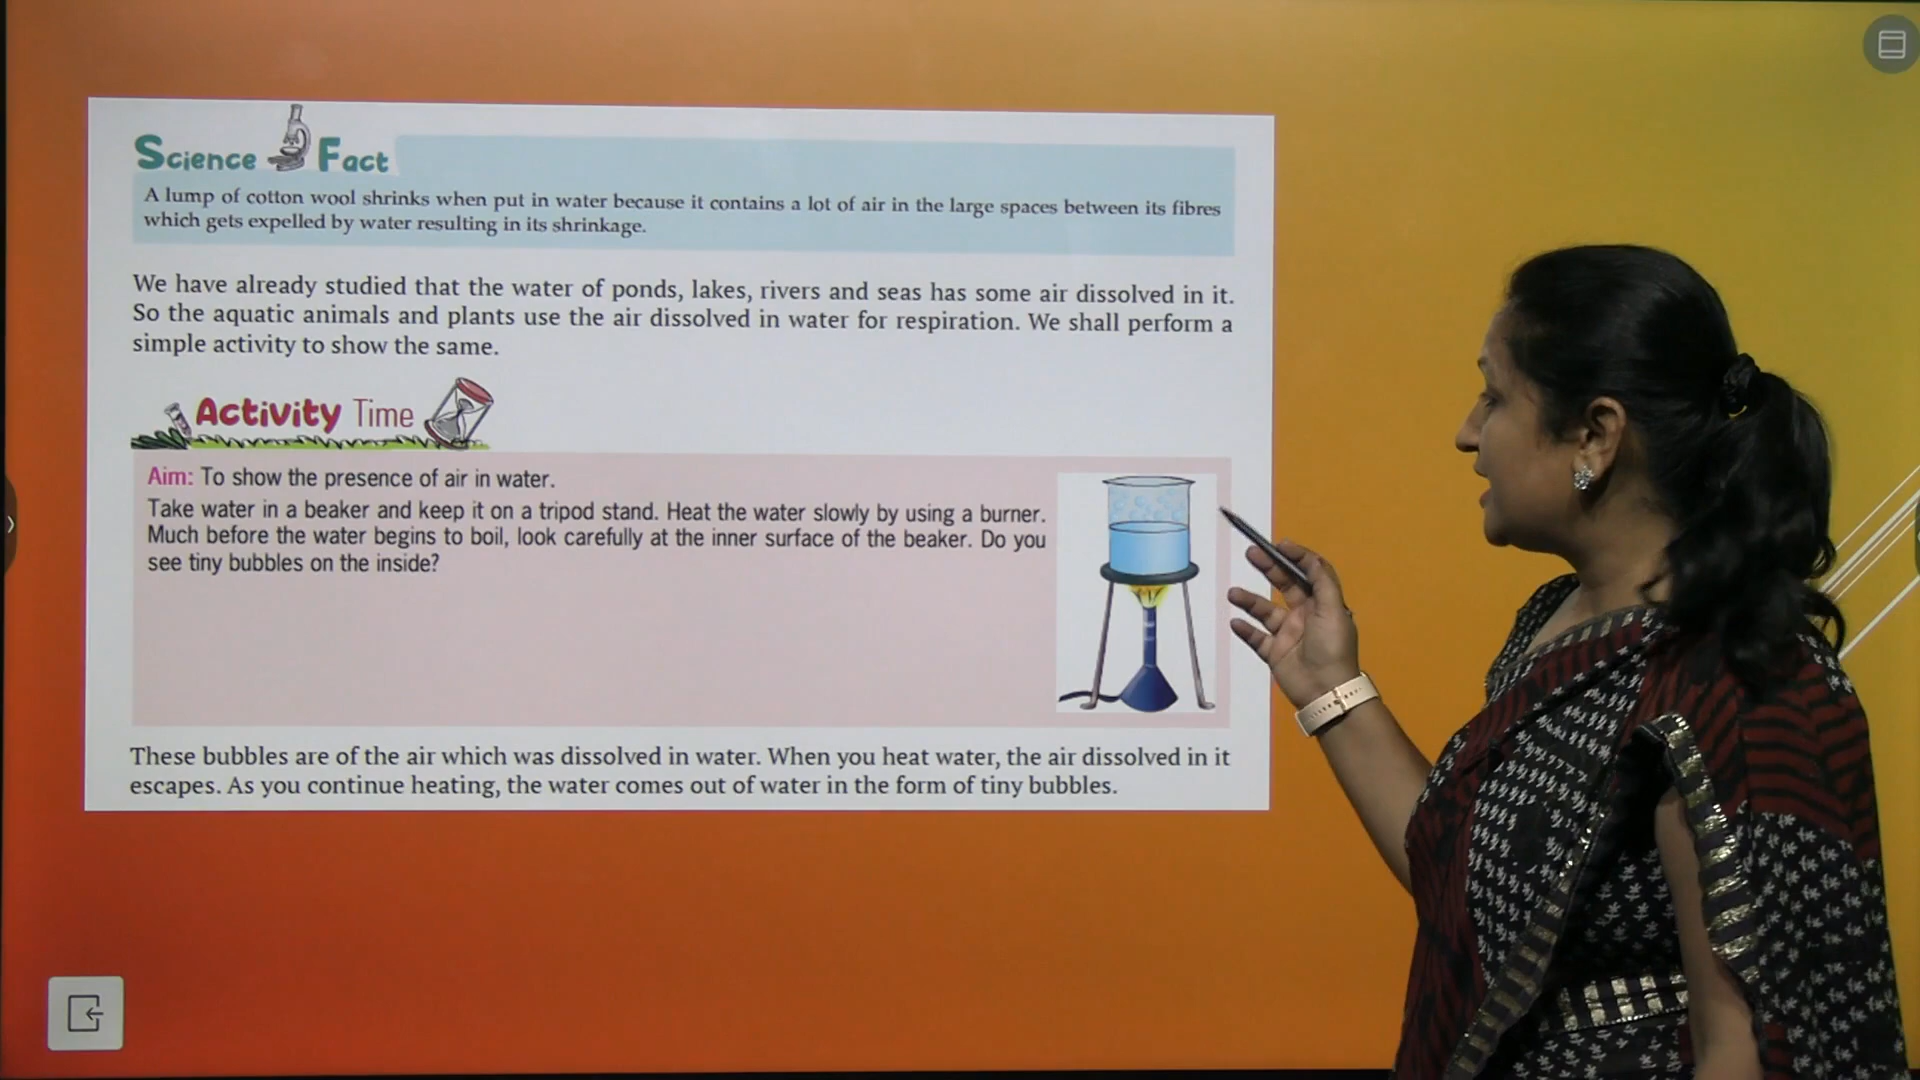 Science Fact
A lump of cotton wool shrinks when put in water because it contains a lot of air in the large spaces between its fibres
which gets expelled by water resulting in its shrinkage.
We have already studied that the water of ponds, lakes, rivers and seas has some air dissolved in it.
So the aquatic animals and plants use the air dissolved in water for respiration. We shall perform a
simple activity to show the same.
Activity Time
Aim: To show the presence of air in water.
Take water in a beaker and keep it on a tripod stand. Heat the water slowly by using a burner.
Much before the water begins to boil, look carefully at the inner surface of the beaker. Do you
see tiny bubbles on the inside?
These bubbles are of the air which was dissolved in water. When you heat water, the air dissolved in it
escapes. As you continue heating, the water comes out of water in the form of tiny bubbles.